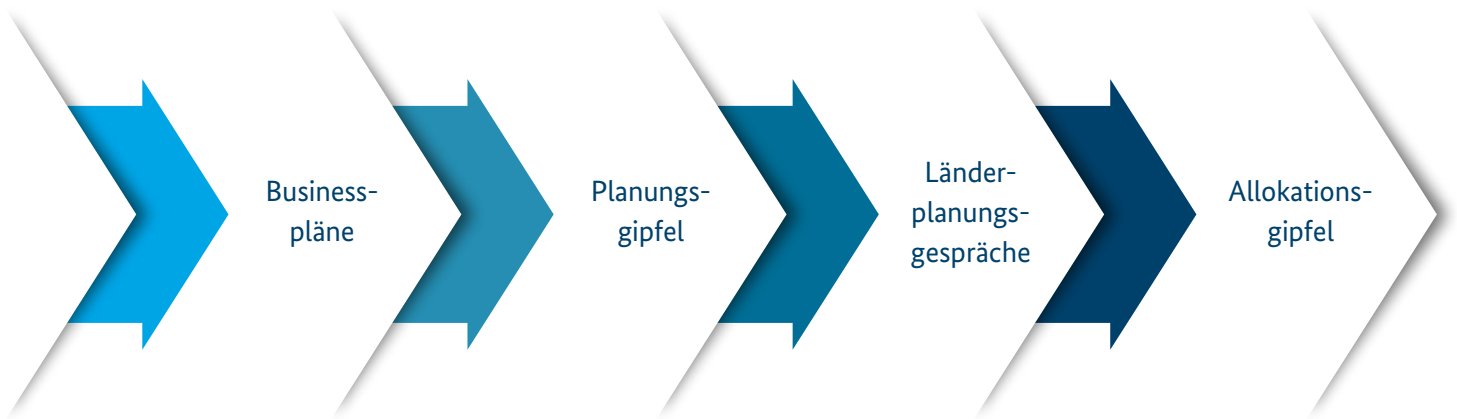 Business-
pläne
Planungs-
gipfel
Länder-
planungs-
gespräche
Allokations-
gipfel